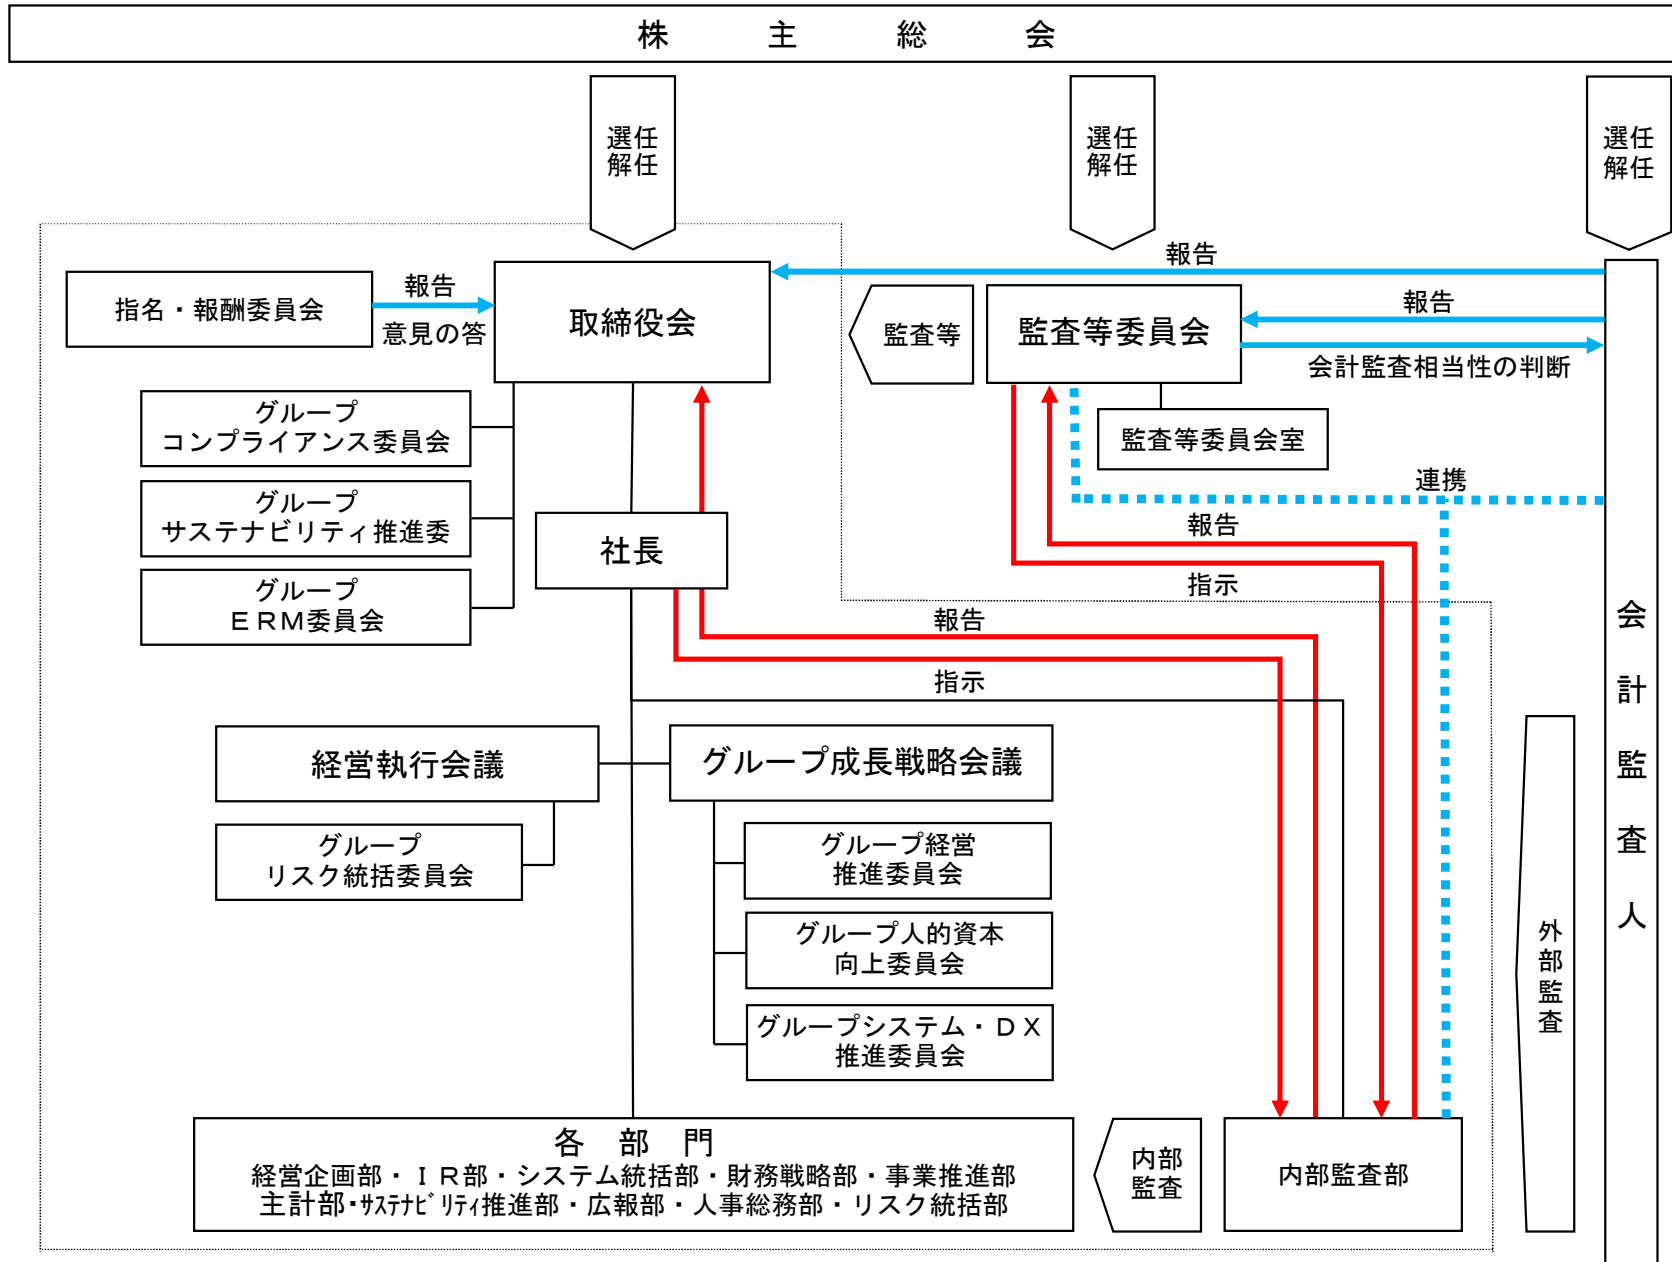 株主総会
選任
解任
選任
解任
選任
解任
報告
指名・報酬委員会
報告
意見の答
取締役会
監査等
監査等委員会
報告
会計監査相当性の判断
グループ
コンプライアンス委員会
監査等委員会室
グループ
サステナビリティ推進委
連携
報告
社長
指示
グループ
ERM委員会
報告
指示
会計監査人
経営執行会議
グループ成長戦略会議
グループ
リスク統括委員会
グループ経営
推進委員会
グループ人的資本
向上委員会
外部監査
グループシステム・DX
推進委員会
各部門
経営企画部・IR部・システム統括部・財務戦略部・事業推進部
主計部・ｻｽﾃﾅﾋﾞﾘﾃｨ推進部・広報部・人事総務部・リスク統括部
内部
監査
内部監査部